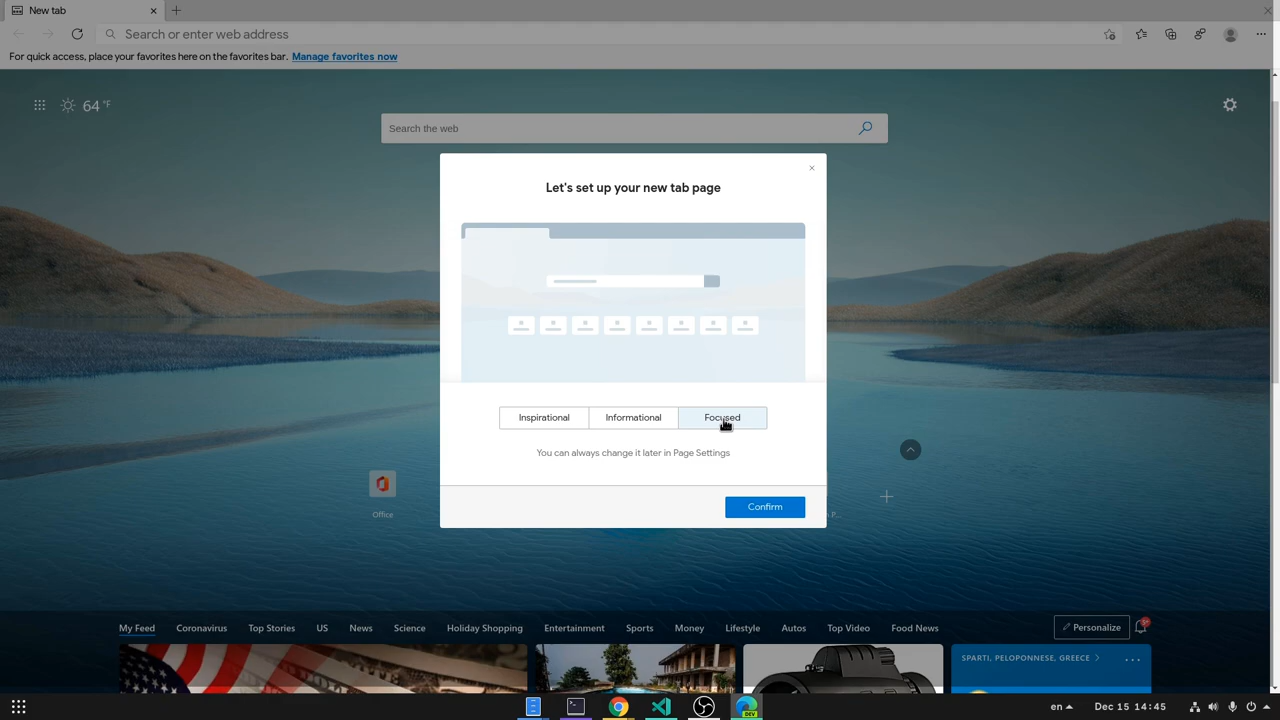 New tab
Search or enter web address
For quick access, place your favorites here on the favorites bar. Manage favorites now
64 °F
Search the web
Let's set up your new tab page
Inspirational Informational Focused
You can always change it later in Page Settings
Confirm
Office
My Feed Coronavirus Top Stories US News Science Holiday Shopping Entertainment Sports Money Lifestyle Autos Top Video Food News Personalize
SPARTI, PELOPONNESE, GREECE
DEV
en Dec 15 14:45